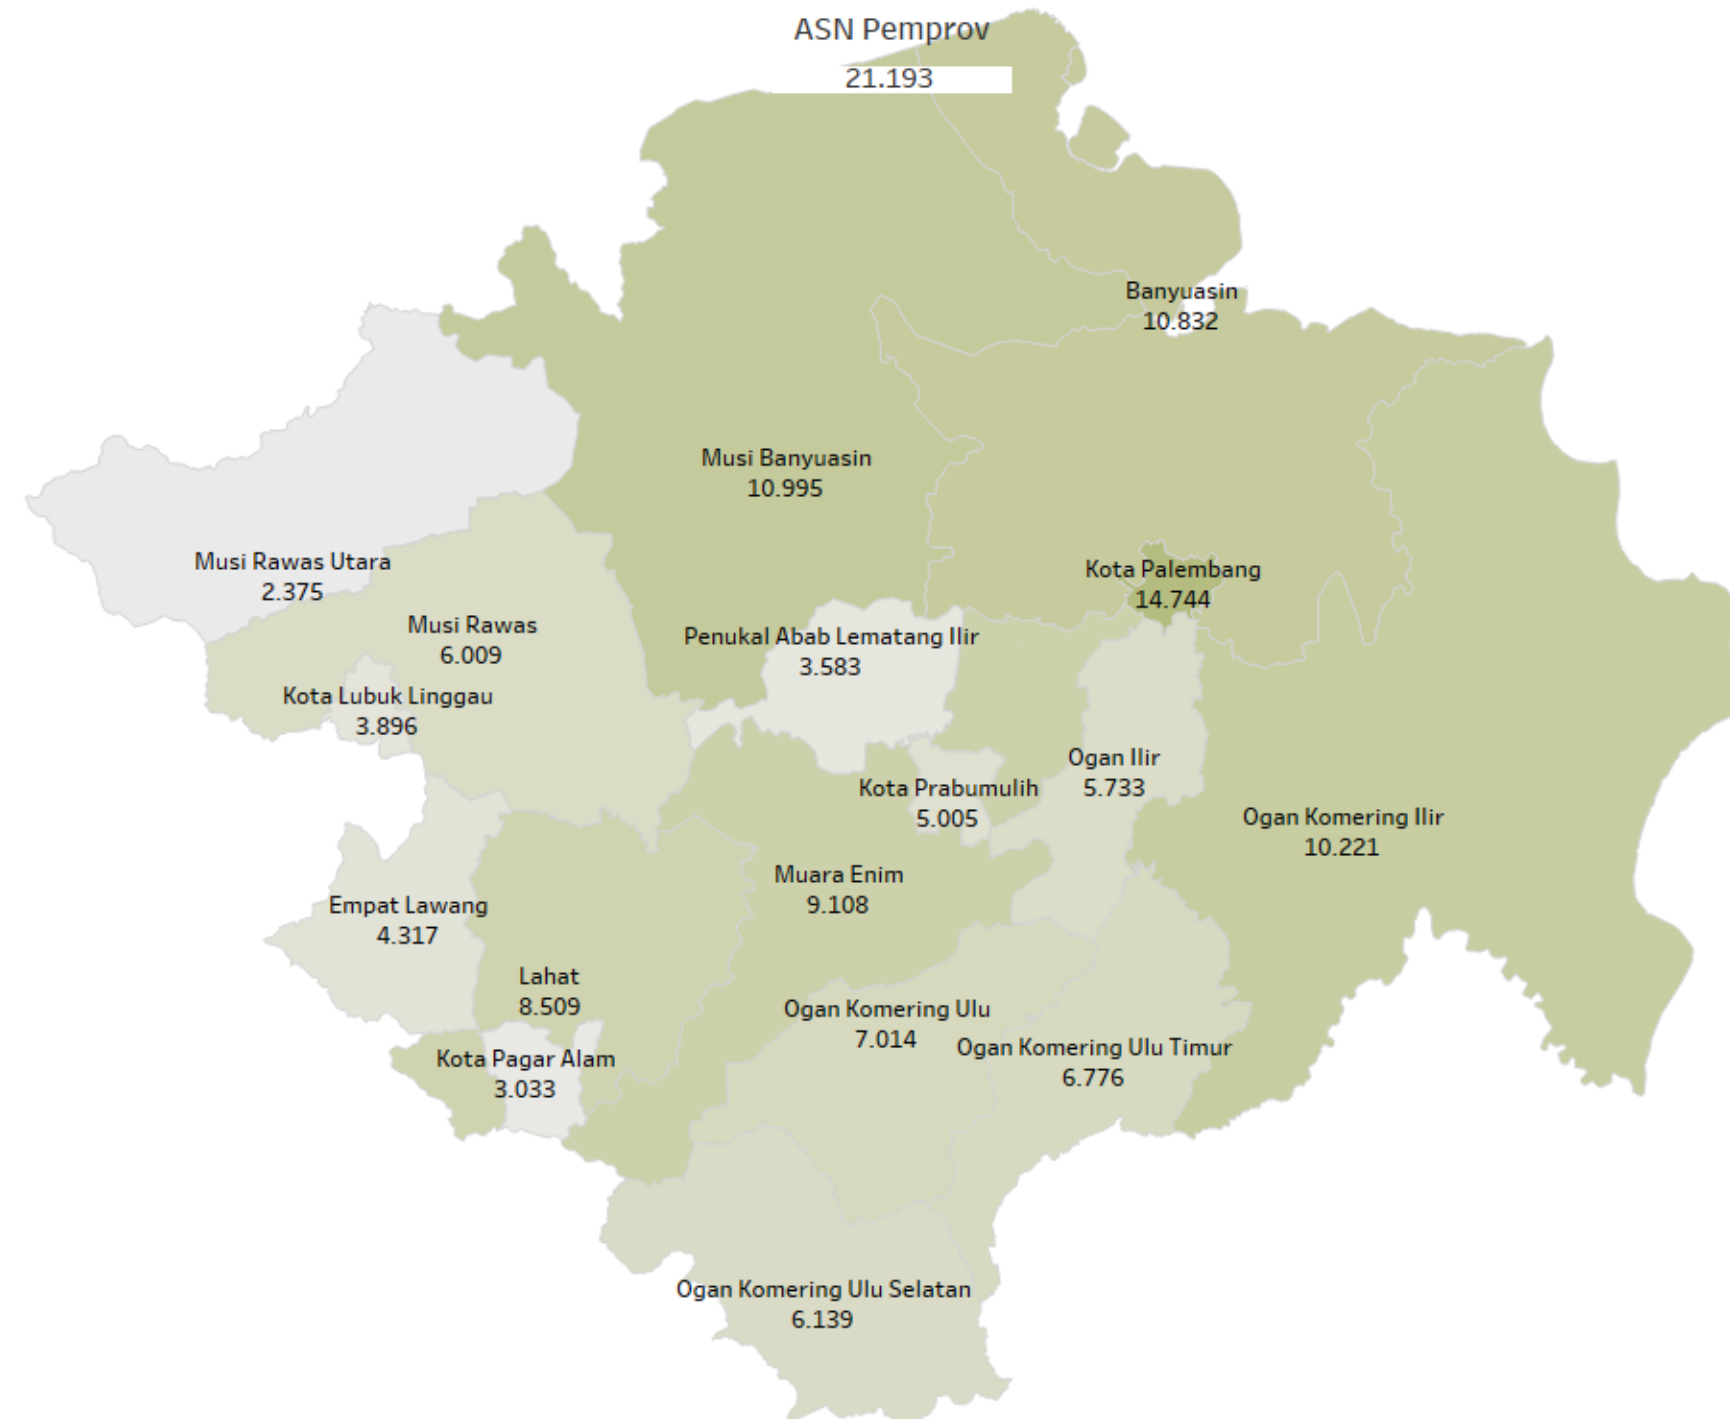 ASN Pemprov
21.193
Banyuasin
10.832
Musi Banyuasin
10.995
Musi Rawas Utara
2.375
Kota Palembang
14.744
Musi Rawas
6.009
Penukal Abab Lematang Ilir
3.583
Kota Lubuk Linggau
3.896
Ogan Ilir
5.733
Kota Prabumulih
5.005
Ogan Komering Ilir
10.221
Muara Enim
9.108
Empat Lawang
4.317
Lahat
8.509
Ogan Komering Ulu
7.014
Ogan Komering Ulu Timur
6.776
Kota Pagar Alam
3.033
Ogan Komering Ulu Selatan
6.139